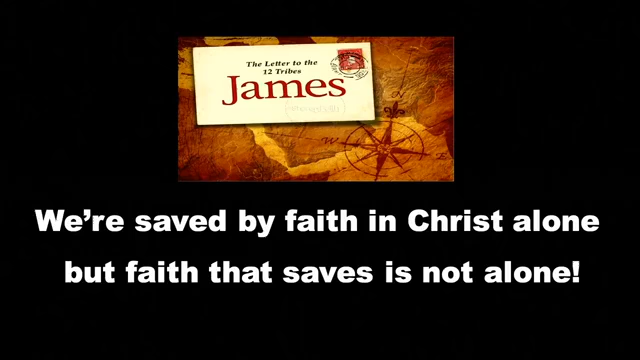 The Letter to the
12 Tribes
James
We’re saved by faith in Christ alone
but faith that saves is not alone!